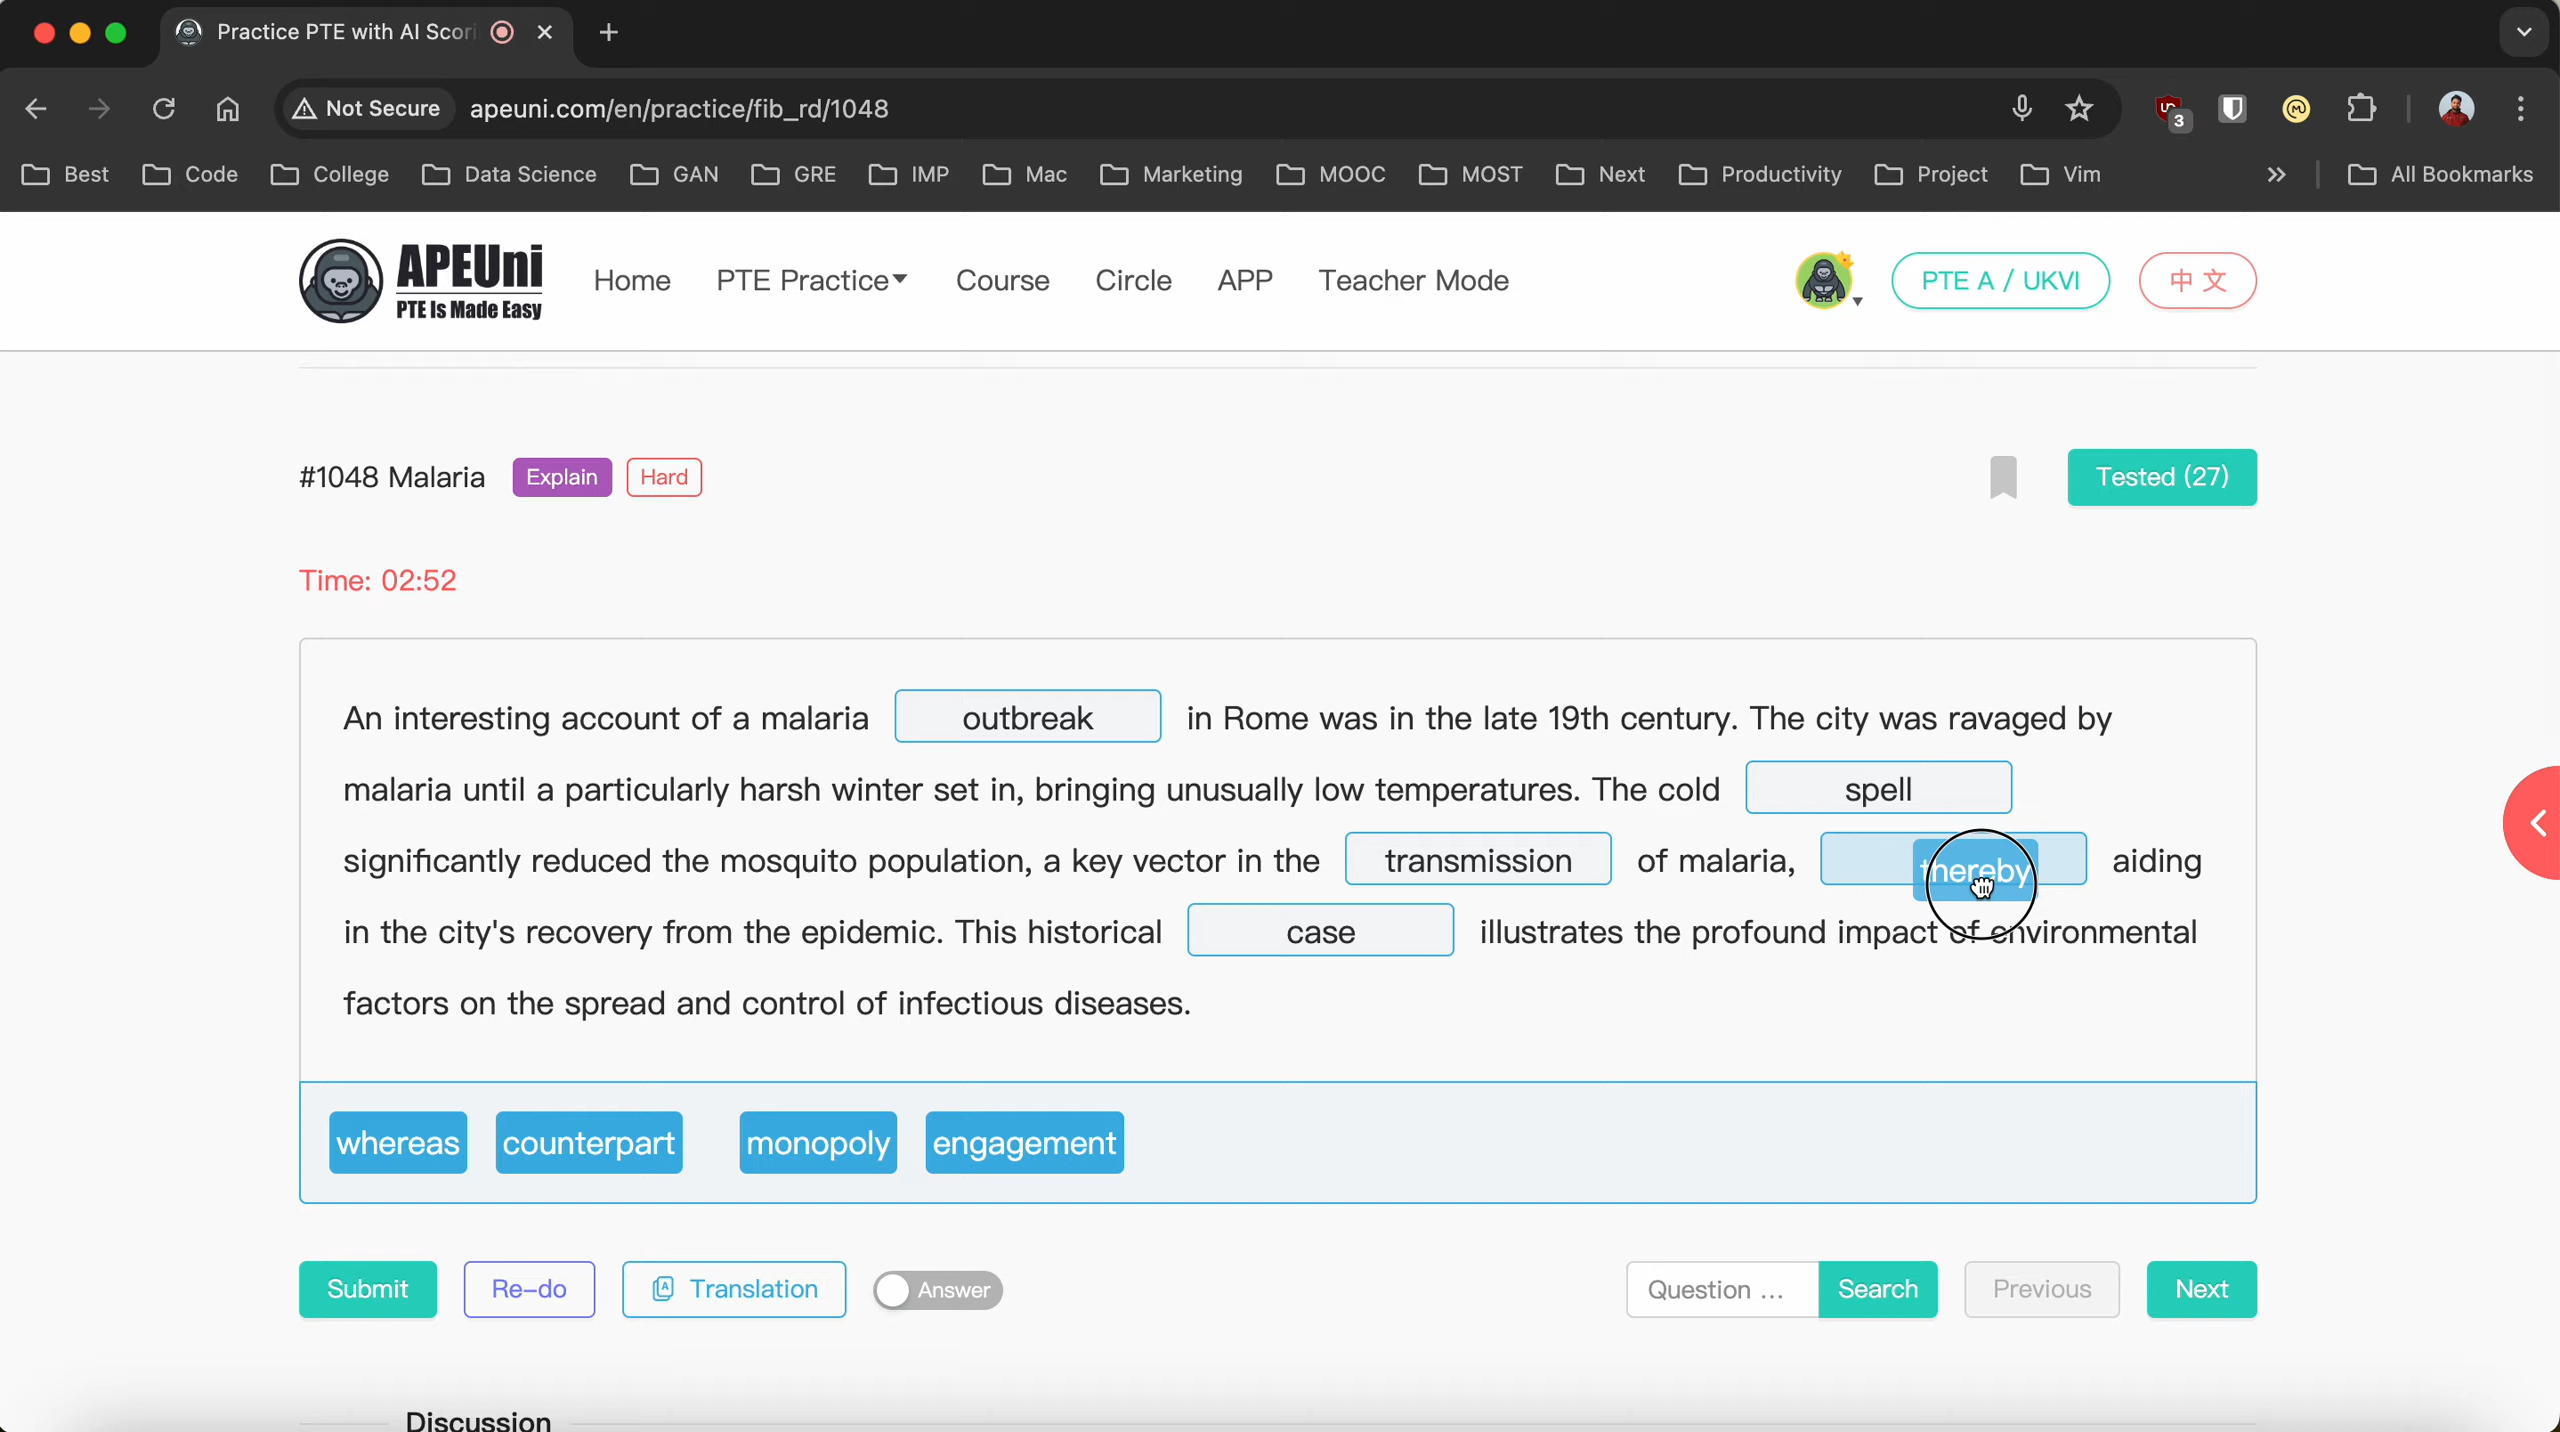 Practice PTE with AI Scori
Not Secure
apeuni.com/en/practice/fib_rd/1048
3
Best
Code
College
Data Science
GAN
GRE
IMP
Mac
Marketing
MOOC
MOST
Next
Productivity
Project
Vim
All Bookmarks
APEUni
PTE Is Made Easy
Home
PTE Practice
Course
Circle
APP
Teacher Mode
PTE A / UKVI
中文
#1048 Malaria
Explain
Hard
Tested (27)
Time: 02:52
An interesting account of a malaria outbreak in Rome was in the late 19th century. The city was ravaged by
malaria until a particularly harsh winter set in, bringing unusually low temperatures. The cold spell
significantly reduced the mosquito population, a key vector in the transmission of malaria, thereby aiding
in the city's recovery from the epidemic. This historical case illustrates the profound impact of environmental
factors on the spread and control of infectious diseases.
whereas
counterpart
monopoly
engagement
Submit
Re-do
Translation
Answer
Question ...
Search
Previous
Next
Discussion